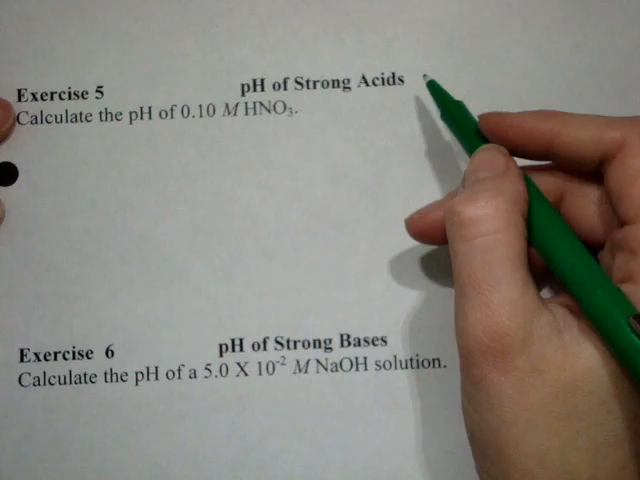 Exercise 5 pH of Strong Acids
Calculate the pH of 0.10 M HNO₃.
Exercise 6 pH of Strong Bases
Calculate the pH of a 5.0 X 10⁻² M NaOH solution.